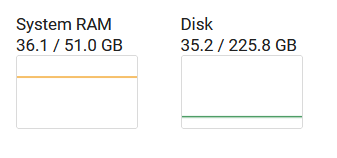 System RAM
36.1 / 51.0 GB
Disk
35.2 / 225.8 GB